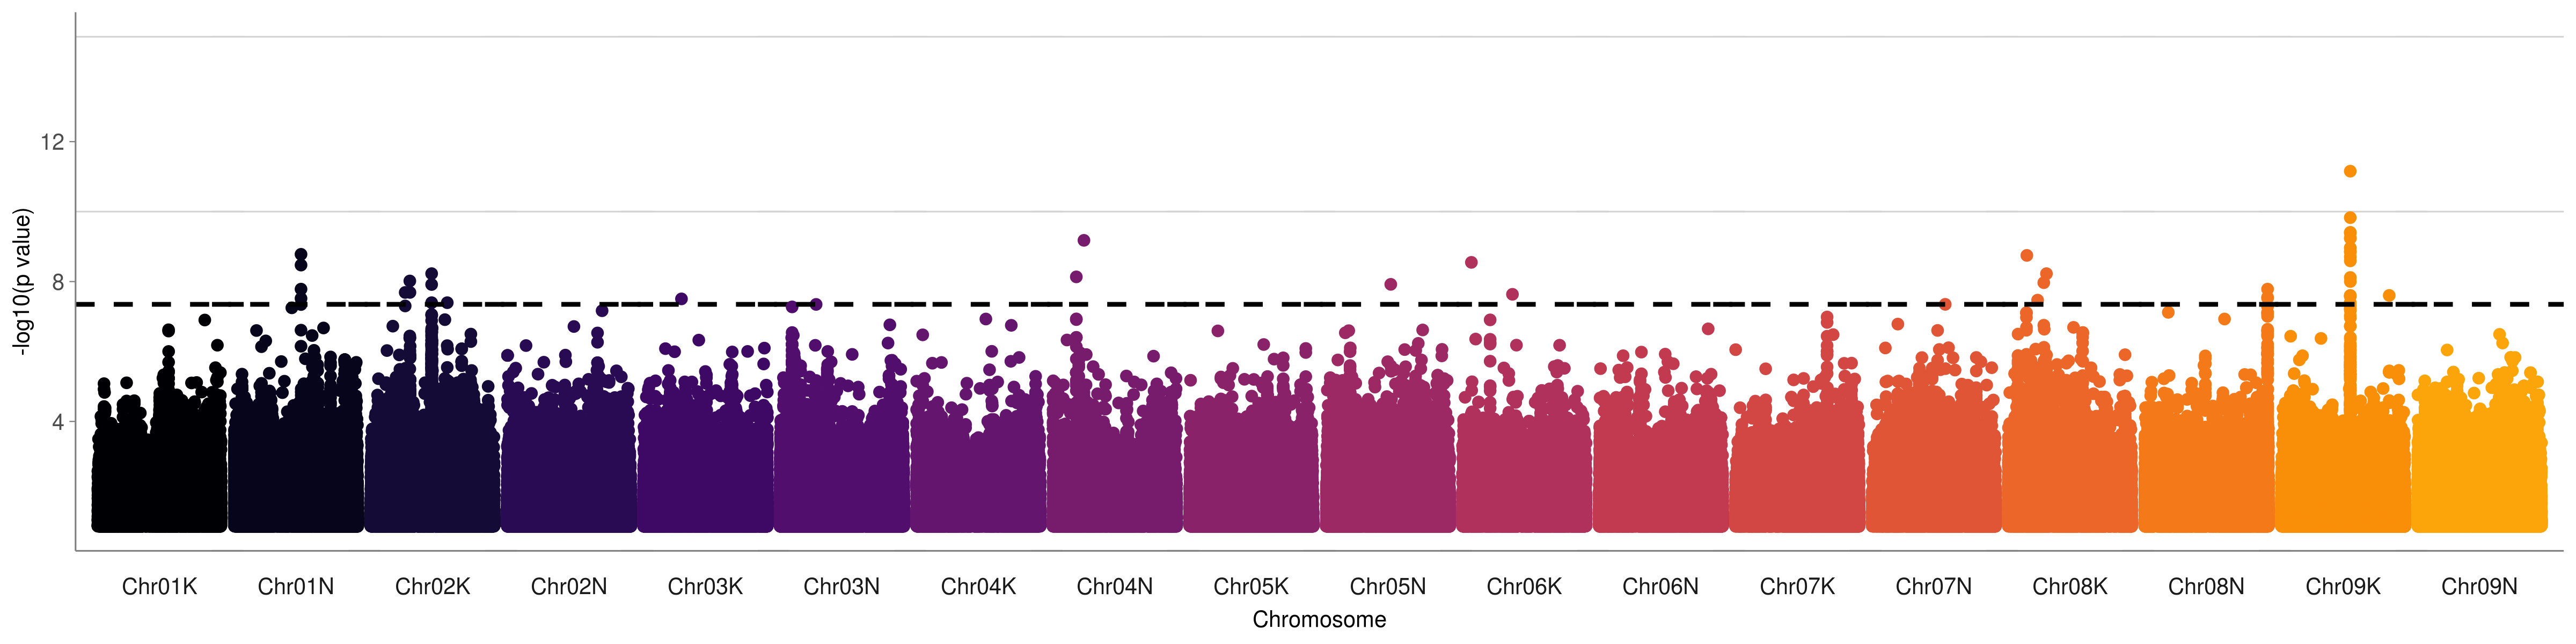 -log10(p value)
12
8
4
Chr01K Chr01N Chr02K Chr02N Chr03K Chr03N Chr04K Chr04N Chr05K Chr05N Chr06K Chr06N Chr07K Chr07N Chr08K Chr08N Chr09K Chr09N
Chromosome